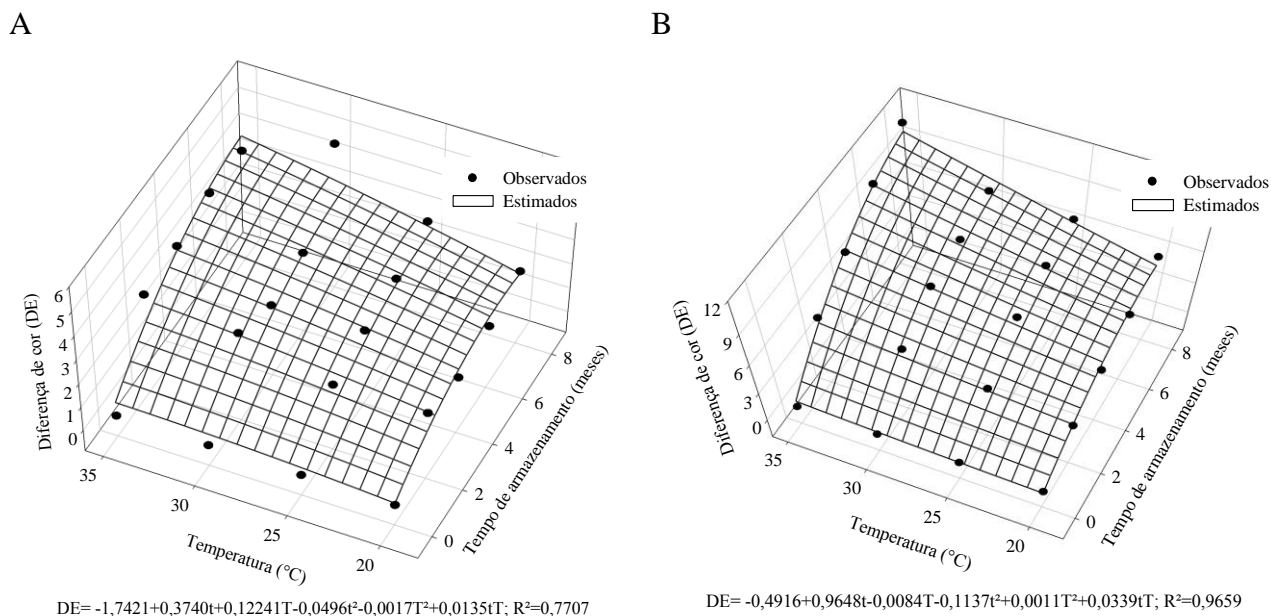 A
Observados
Estimados
Diferença de cor (DE)
6
5
4
3
2
1
0
35
30
25
20
Temperatura (°C)
0
2
4
6
8
Tempo de armazenamento (meses)
DE= -1,7421+0,3740t+0,12241T-0,0496t²-0,0017T²+0,0135tT; R²=0,7707
B
Observados
Estimados
Diferença de cor (DE)
12
9
6
3
0
35
30
25
20
Temperatura (°C)
0
2
4
6
8
Tempo de armazenamento (meses)
DE= -0,4916+0,9648t-0,0084T-0,1137t²+0,0011T²+0,0339tT; R²=0,9659